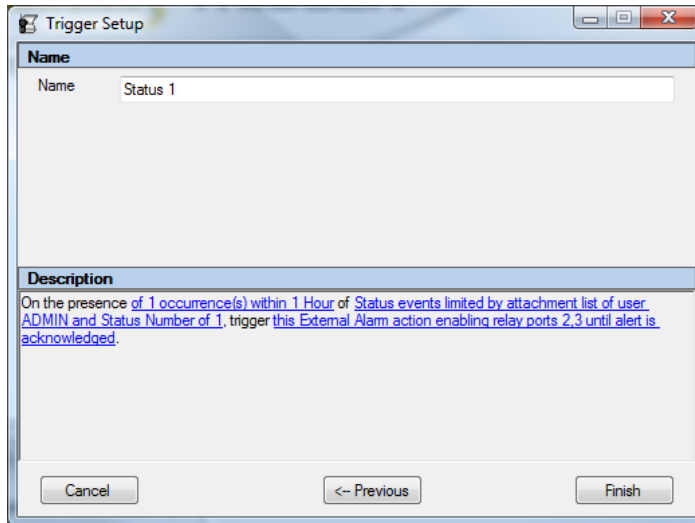 Trigger Setup
Name
Name
Status 1
Description
On the presence of 1 occurrence(s) within 1 Hour of Status events limited by attachment list of user
ADMIN and Status Number of 1, trigger this External Alarm action enabling relay ports 2,3 until alert is
acknowledged.
Cancel
<-- Previous
Finish